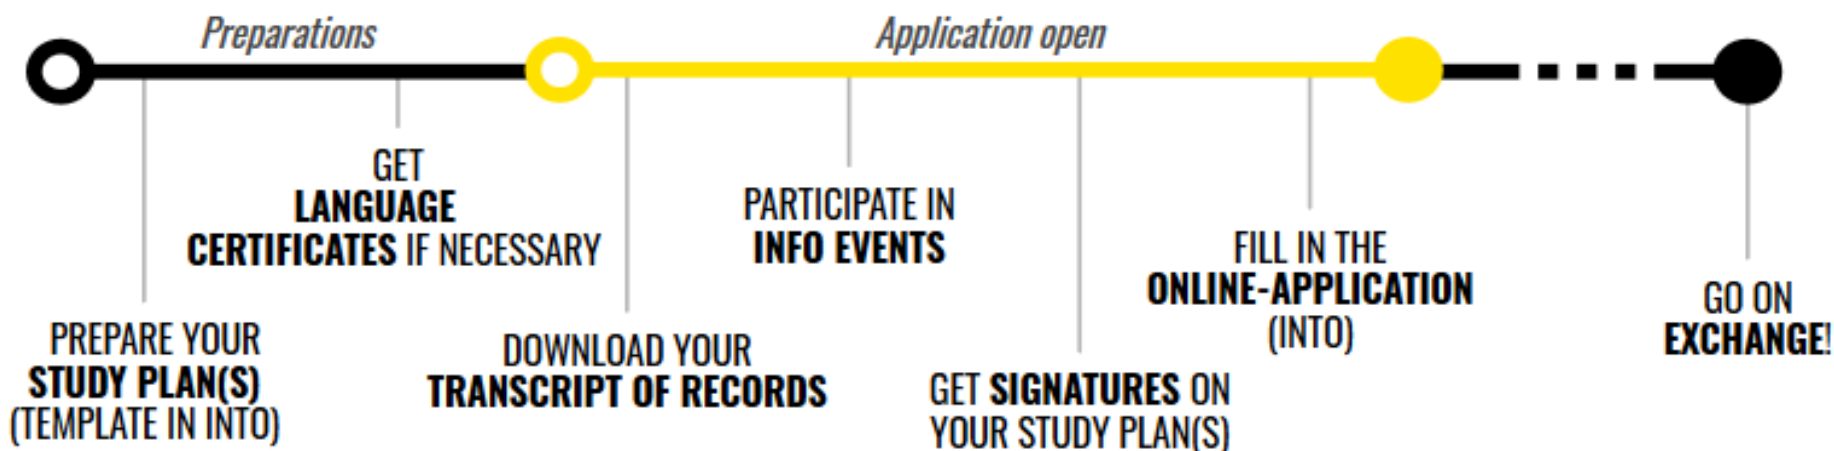 Preparations
Application open
PREPARE YOUR
STUDY PLAN(S)
(TEMPLATE IN INTO)
GET
LANGUAGE
CERTIFICATES IF NECESSARY
DOWNLOAD YOUR
TRANSCRIPT OF RECORDS
PARTICIPATE IN
INFO EVENTS
GET SIGNATURES ON
YOUR STUDY PLAN(S)
FILL IN THE
ONLINE-APPLICATION
(INTO)
GO ON
EXCHANGE!